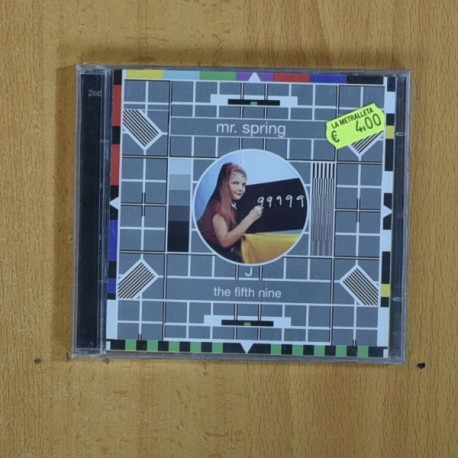 2CD
LA METRALLETA
€ 4,00
mr. spring
99999
J
the fifth nine